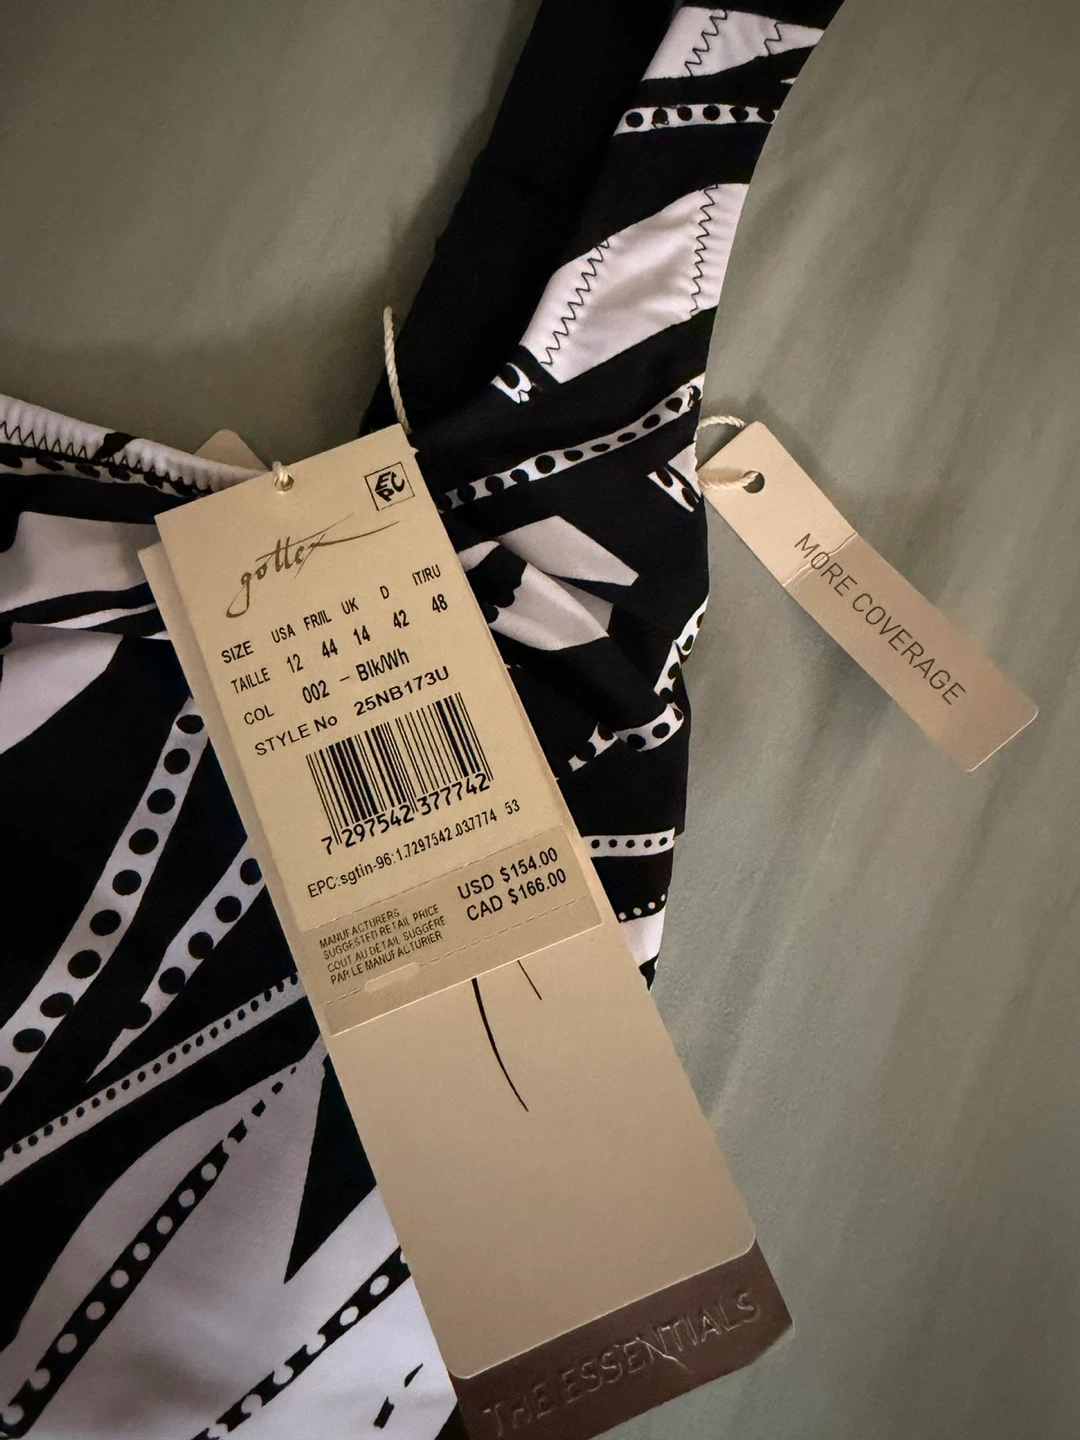 EPC
gottex
SIZE USA FR/IL UK D IT/RU
TAILLE 12 44 14 42 48
COL 002 - Blk/Wh
STYLE No 25NB173U
7 297542 377742
EPC:sgtin-96:1.7297542.037774 53
MANUFACTURERS
SUGGESTED RETAIL PRICE
COUT AU DÉTAIL SUGGÉRÉ
PAR LE MANUFACTURIER
USD $154.00
CAD $166.00
THE ESSENTIALS
MORE COVERAGE